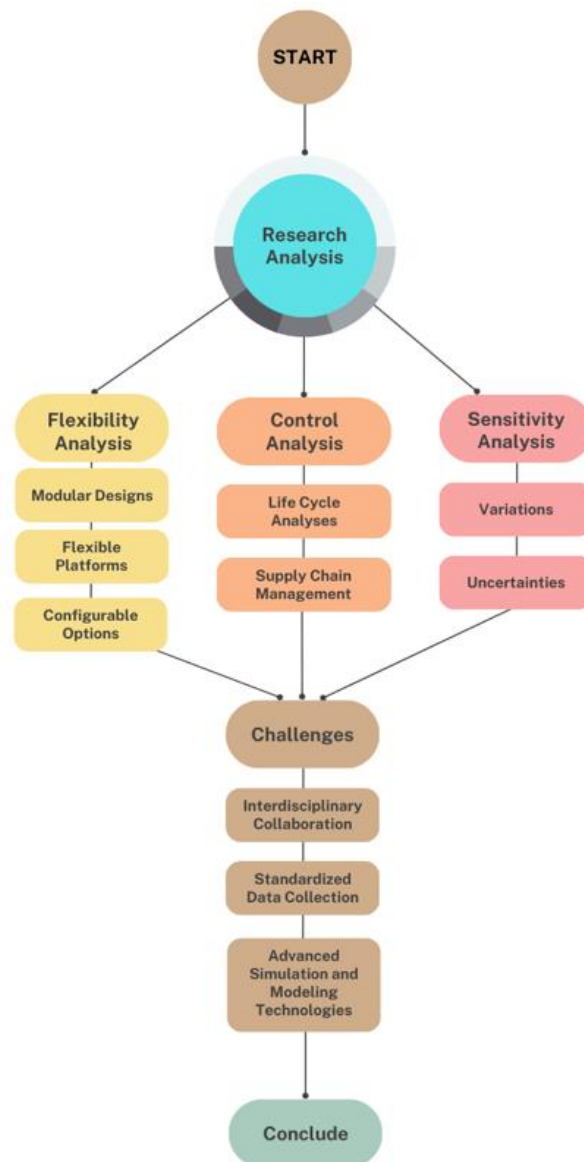 START
Research
Analysis
Flexibility
Analysis
Modular Designs
Flexible
Platforms
Configurable
Options
Control
Analysis
Life Cycle
Analyses
Supply Chain
Management
Sensitivity
Analysis
Variations
Uncertainties
Challenges
Interdisciplinary
Collaboration
Standardized
Data Collection
Advanced
Simulation and
Modeling
Technologies
Conclude